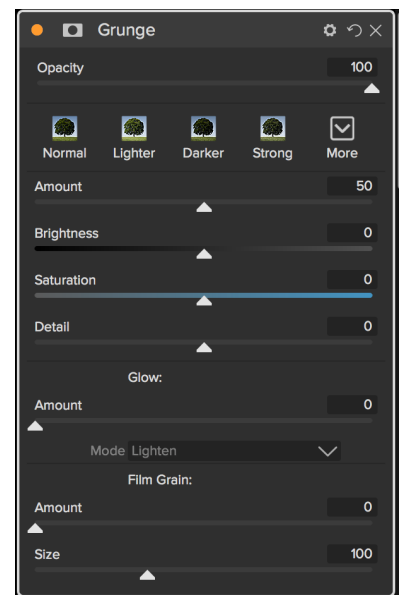 Grunge
Opacity 100
Normal Lighter Darker Strong More
Amount 50
Brightness 0
Saturation 0
Detail 0
Glow:
Amount 0
Mode Lighten
Film Grain:
Amount 0
Size 100